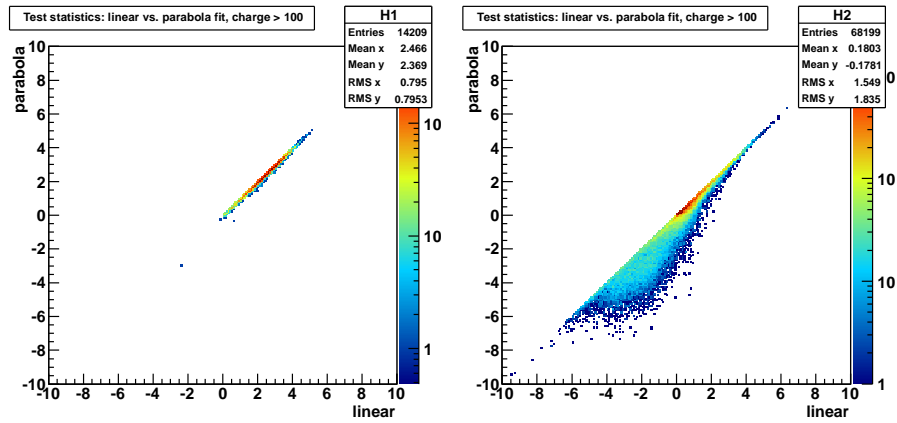 Test statistics: linear vs. parabola fit, charge > 100
H1
Entries 14209
Mean x 2.466
Mean y 2.369
RMS x 0.795
RMS y 0.7953
parabola
10
8
6
4
2
0
-2
-4
-6
-8
-10
-10 -8 -6 -4 -2 0 2 4 6 8 10
linear
10
10
1
Test statistics: linear vs. parabola fit, charge > 100
H2
Entries 68199
Mean x 0.1803
Mean y -0.1781
RMS x 1.549
RMS y 1.835
parabola
10
8
6
4
2
0
-2
-4
-6
-8
-10
-10 -8 -6 -4 -2 0 2 4 6 8 10
linear
0
10
10
1